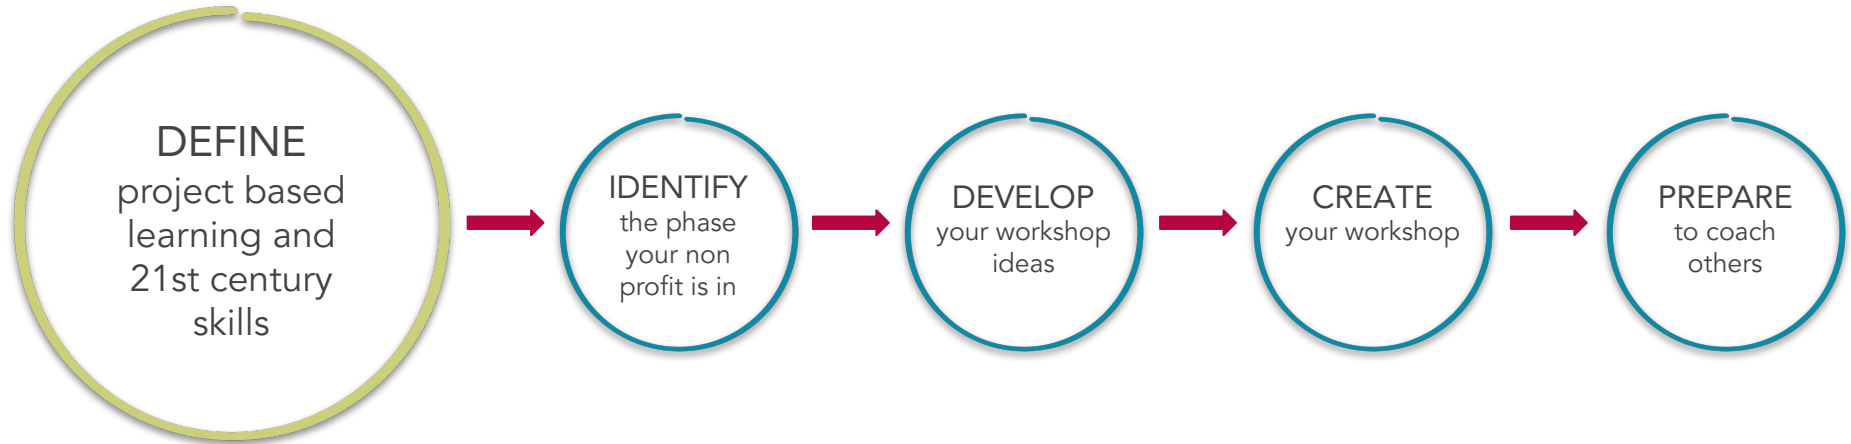 DEFINE
project based
learning and
21st century
skills
IDENTIFY
the phase
your non
profit is in
DEVELOP
your workshop
ideas
CREATE
your workshop
PREPARE
to coach
others